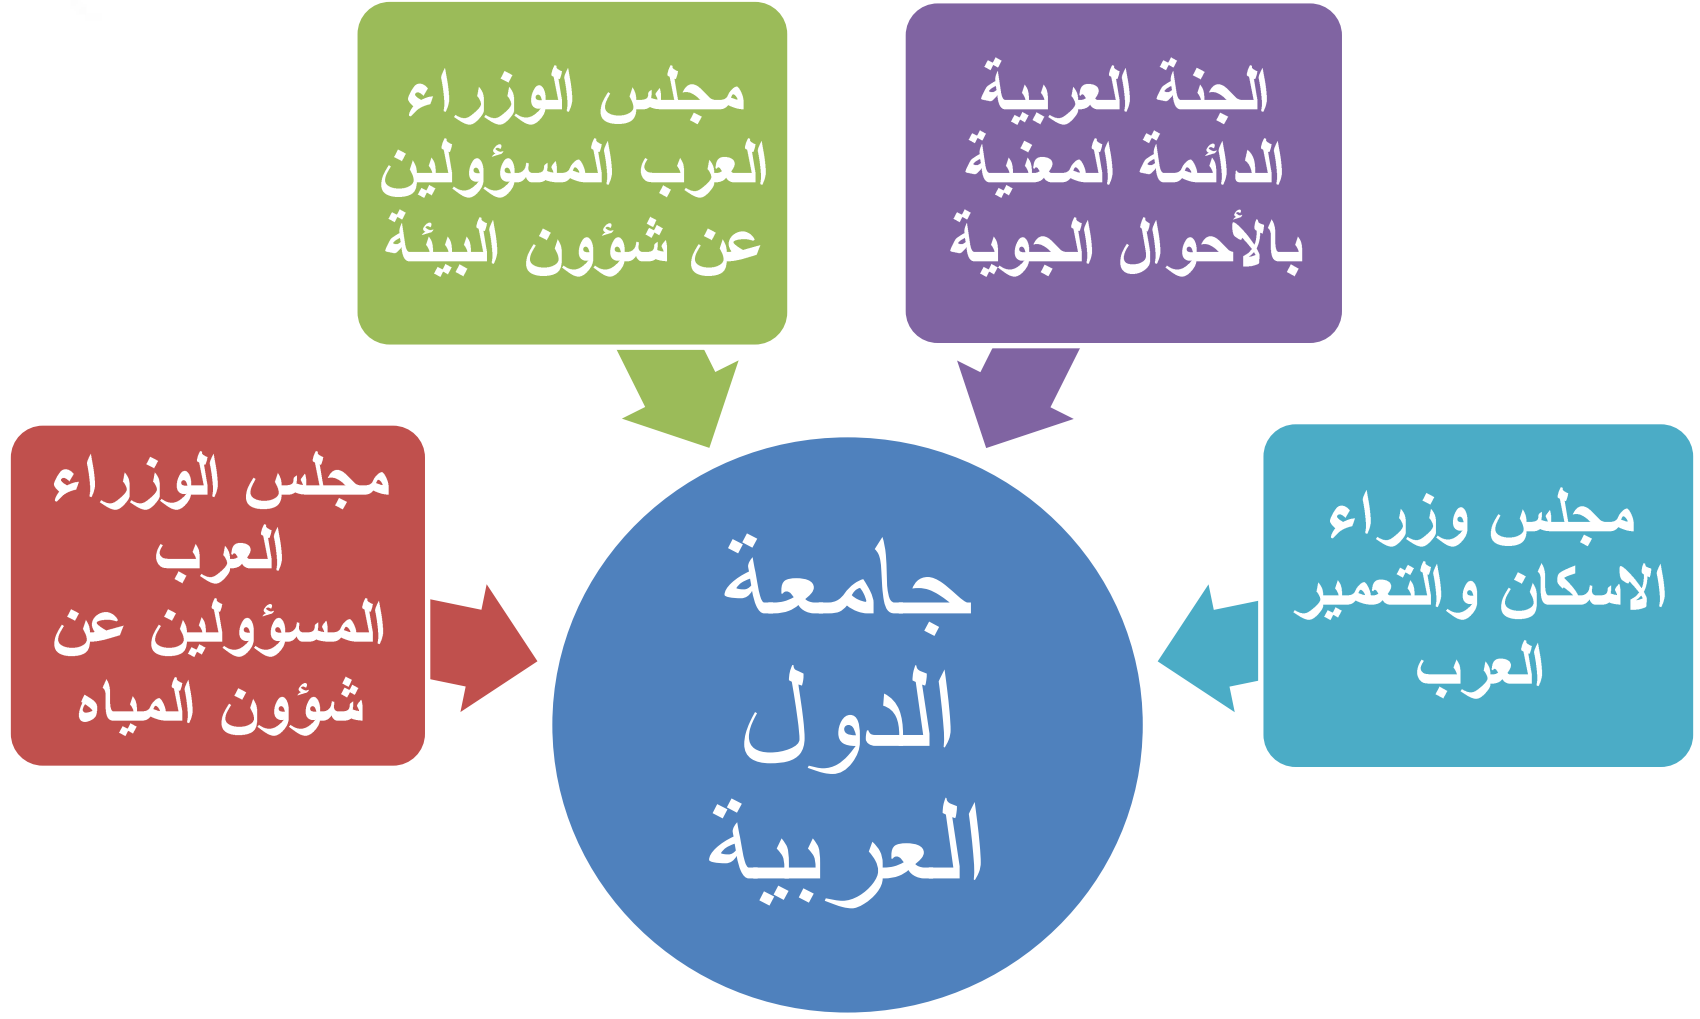 الجنة العربية
الدائمة المعنية
بالأحوال الجوية
مجلس الوزراء
العرب المسؤولين
عن شؤون البيئة
مجلس وزراء
الاسكان والتعمير
العرب
مجلس الوزراء
العرب
المسؤولين عن
شؤون المياه
جامعة
الدول
العربية